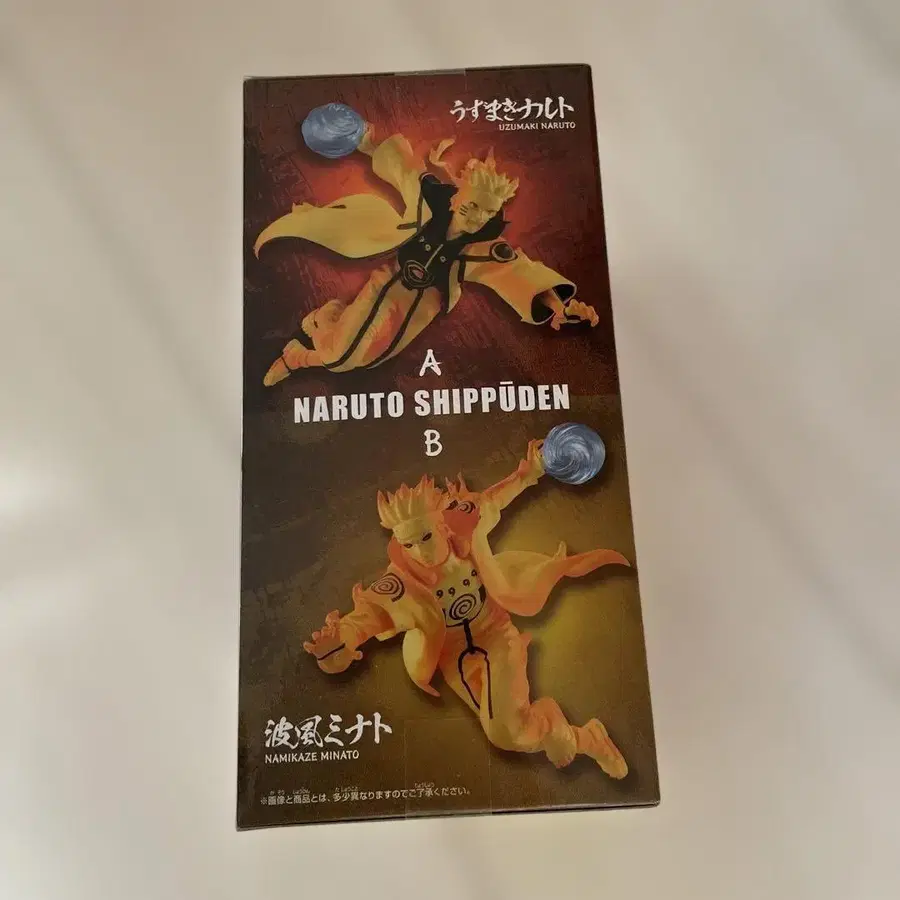 うずまきナルト
UZUMAKI NARUTO
A
NARUTO SHIPPŪDEN
B
波風ミナト
NAMIKAZE MINATO
※画像と商品とは、多少異なりますのでご了承ください。